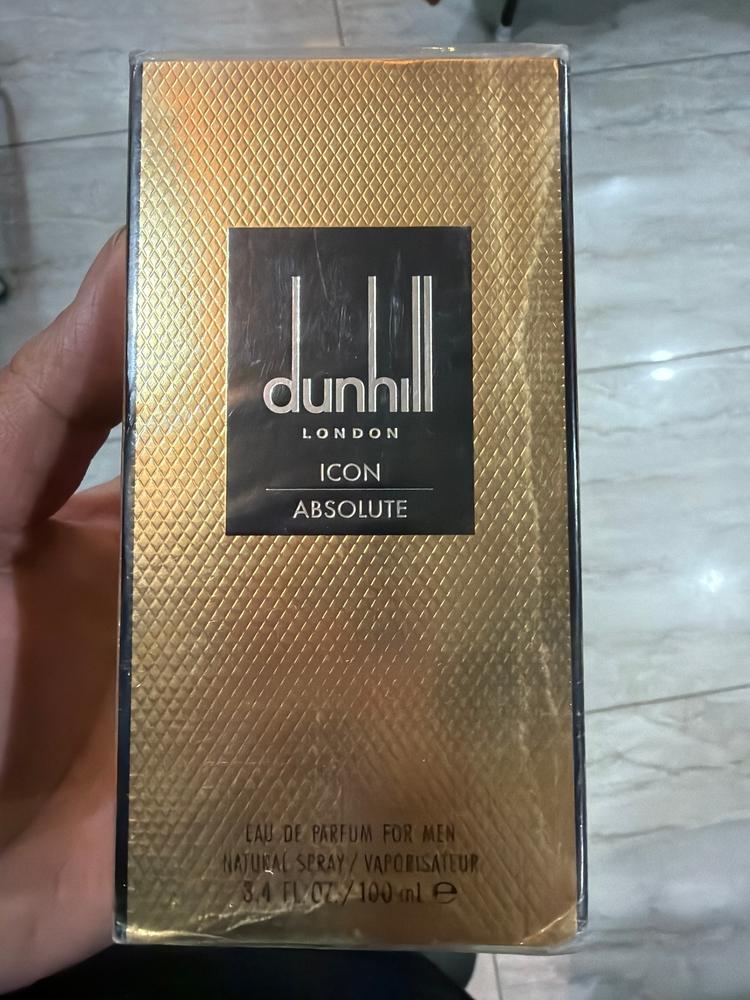 dunhill
LONDON
ICON
ABSOLUTE
EAU DE PARFUM FOR MEN
NATURAL SPRAY / VAPORISATEUR
3.4 FL OZ. / 100 mL ℮